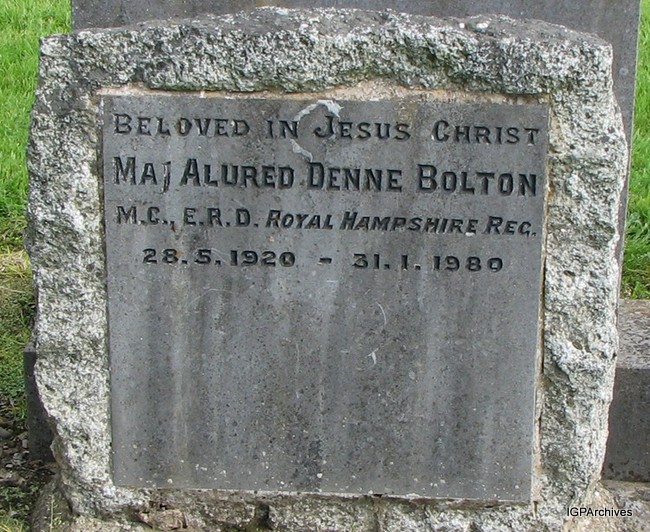 BELOVED IN JESUS CHRIST
MAJ ALURED DENNE BOLTON
M.C., E.R.D. ROYAL HAMPSHIRE REG.
28.5.1920 - 31.1.1980
IGPArchives